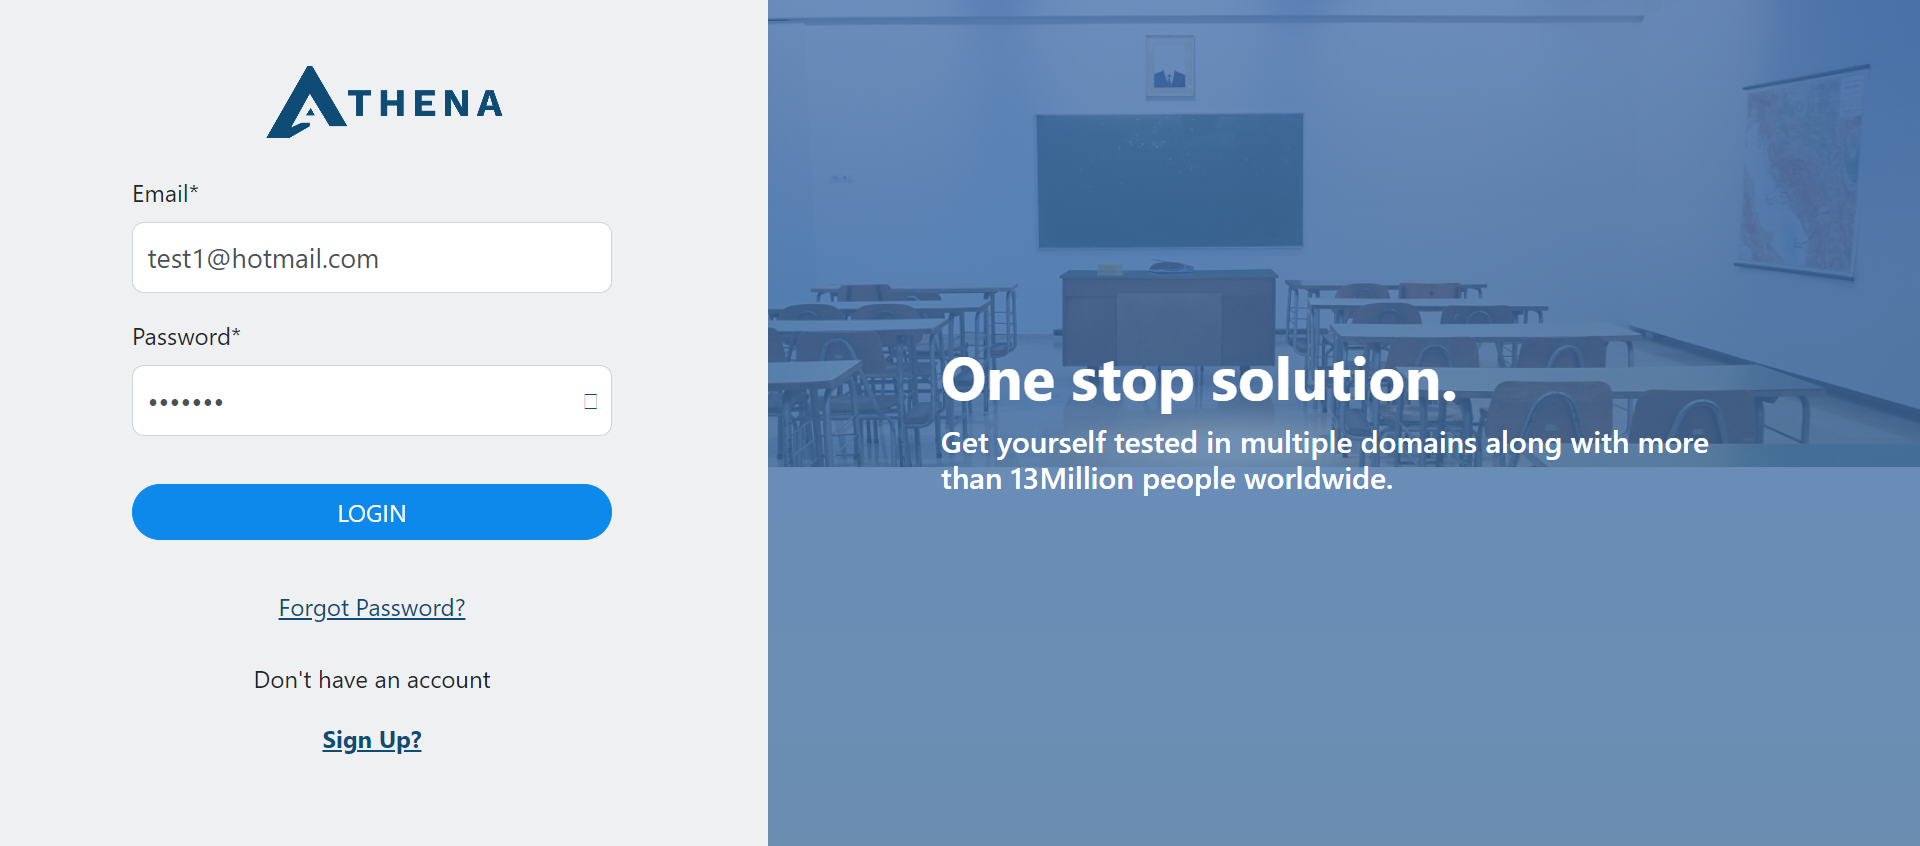 ATHENA
Email*
test1@hotmail.com
Password*
•••••••
LOGIN
Forgot Password?
Don't have an account
Sign Up?
One stop solution.
Get yourself tested in multiple domains along with more
than 13Million people worldwide.